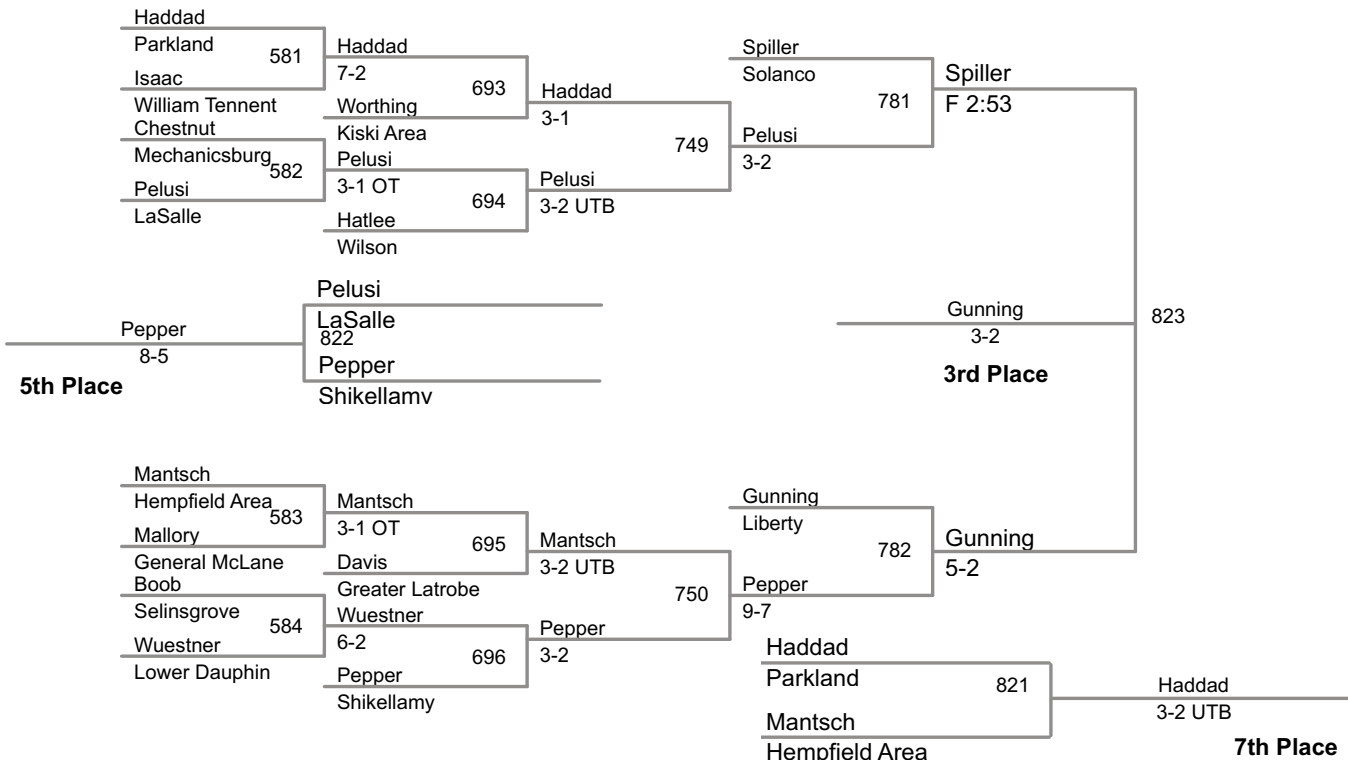 Haddad
Parkland
581
Isaac
William Tennent
Chestnut
Mechanicsburg
582
Pelusi
LaSalle
Haddad
7-2
693
Worthing
Kiski Area
Pelusi
3-1 OT
694
Hatlee
Wilson
Haddad
3-1
749
Pelusi
3-2 UTB
Spiller
Solanco
781
Pelusi
3-2
Spiller
F 2:53
Pelusi
LaSalle
822
Pepper
Shikellamy
Pepper
8-5
5th Place
Gunning
3-2
3rd Place
823
Mantsch
Hempfield Area
583
Mallory
General McLane
Boob
Selinsgrove
584
Wuestner
Lower Dauphin
Mantsch
3-1 OT
695
Davis
Greater Latrobe
Wuestner
6-2
696
Pepper
Shikellamy
Mantsch
3-2 UTB
750
Pepper
3-2
Gunning
Liberty
782
Pepper
9-7
Gunning
5-2
Haddad
Parkland
821
Mantsch
Hempfield Area
Haddad
3-2 UTB
7th Place